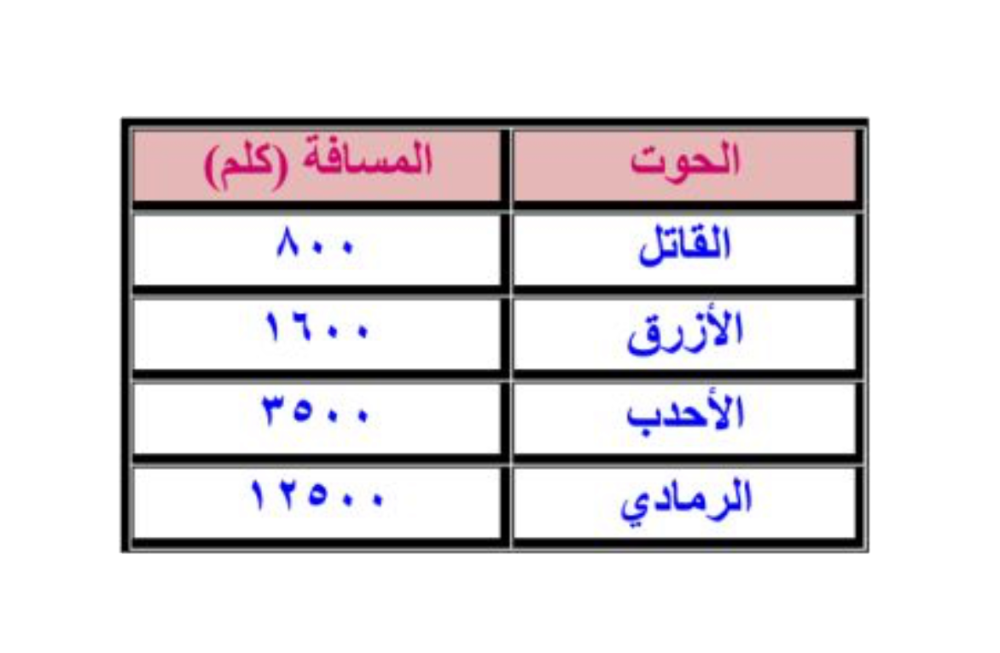 الحوت المسافة (كلم)
القاتل ٨٠٠
الأزرق ١٦٠٠
الأحدب ٣٥٠٠
الرمادي ١٢٥٠٠